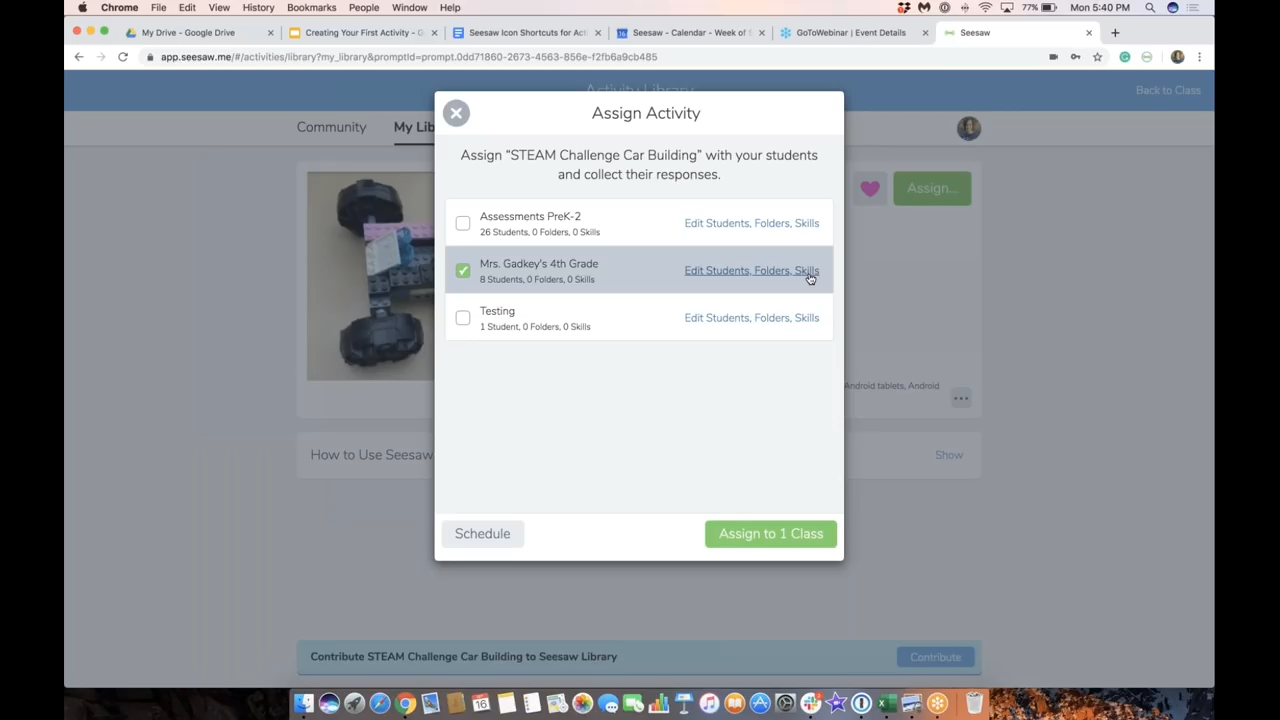 Chrome File Edit View History Bookmarks People Window Help 77% Mon 5:40 PM
My Drive - Google Drive Creating Your First Activity - G Seesaw Icon Shortcuts for Act Seesaw - Calendar - Week of S GoToWebinar | Event Details Seesaw
app.seesaw.me/#/activities/library?my_library&promptId=prompt.0dd71860-2673-4563-856e-f2fb6a9cb485
Activity Library Back to Class
Community My Lib
Assign Activity
Assign “STEAM Challenge Car Building” with your students
and collect their responses.
Assign...
Assessments PreK-2
26 Students, 0 Folders, 0 Skills
Edit Students, Folders, Skills
Mrs. Gadkey's 4th Grade
8 Students, 0 Folders, 0 Skills
Edit Students, Folders, Skills
Testing
1 Student, 0 Folders, 0 Skills
Edit Students, Folders, Skills
Android tablets, Android
How to Use Seesaw Show
Schedule Assign to 1 Class
Contribute STEAM Challenge Car Building to Seesaw Library Contribute
16